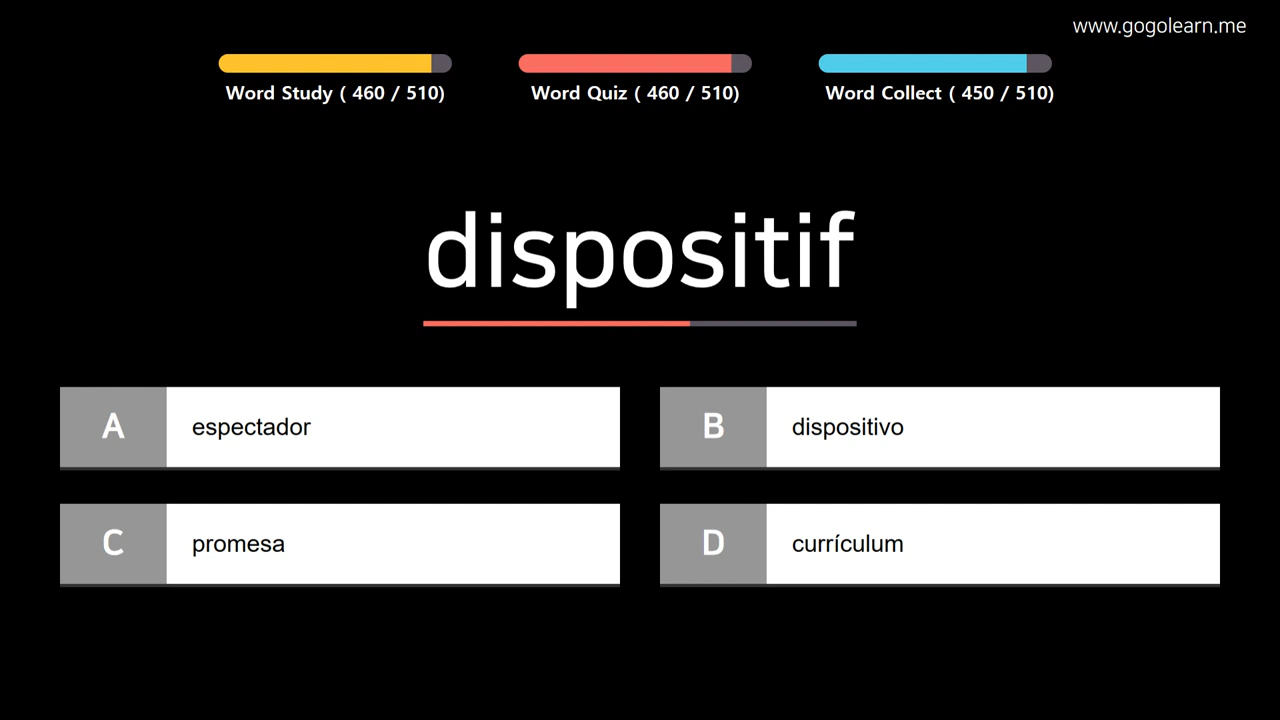 www.gogolearn.me
Word Study ( 460 / 510)
Word Quiz ( 460 / 510)
Word Collect ( 450 / 510)
dispositif
A espectador
B dispositivo
C promesa
D currículum